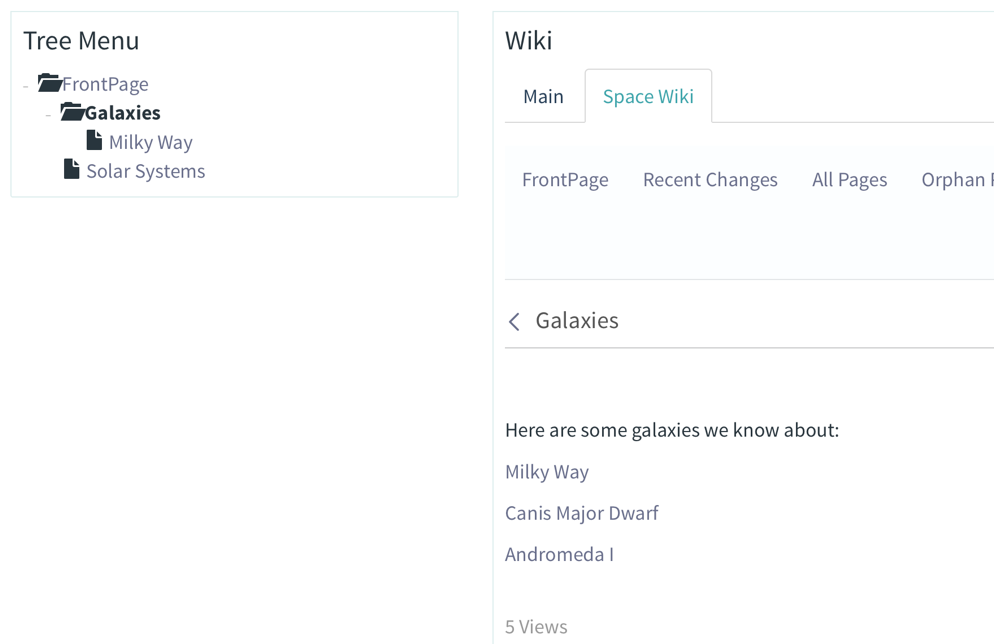 Tree Menu
FrontPage
Galaxies
Milky Way
Solar Systems
Wiki
Main Space Wiki
FrontPage Recent Changes All Pages Orphan
Galaxies
Here are some galaxies we know about:
Milky Way
Canis Major Dwarf
Andromeda I
5 Views